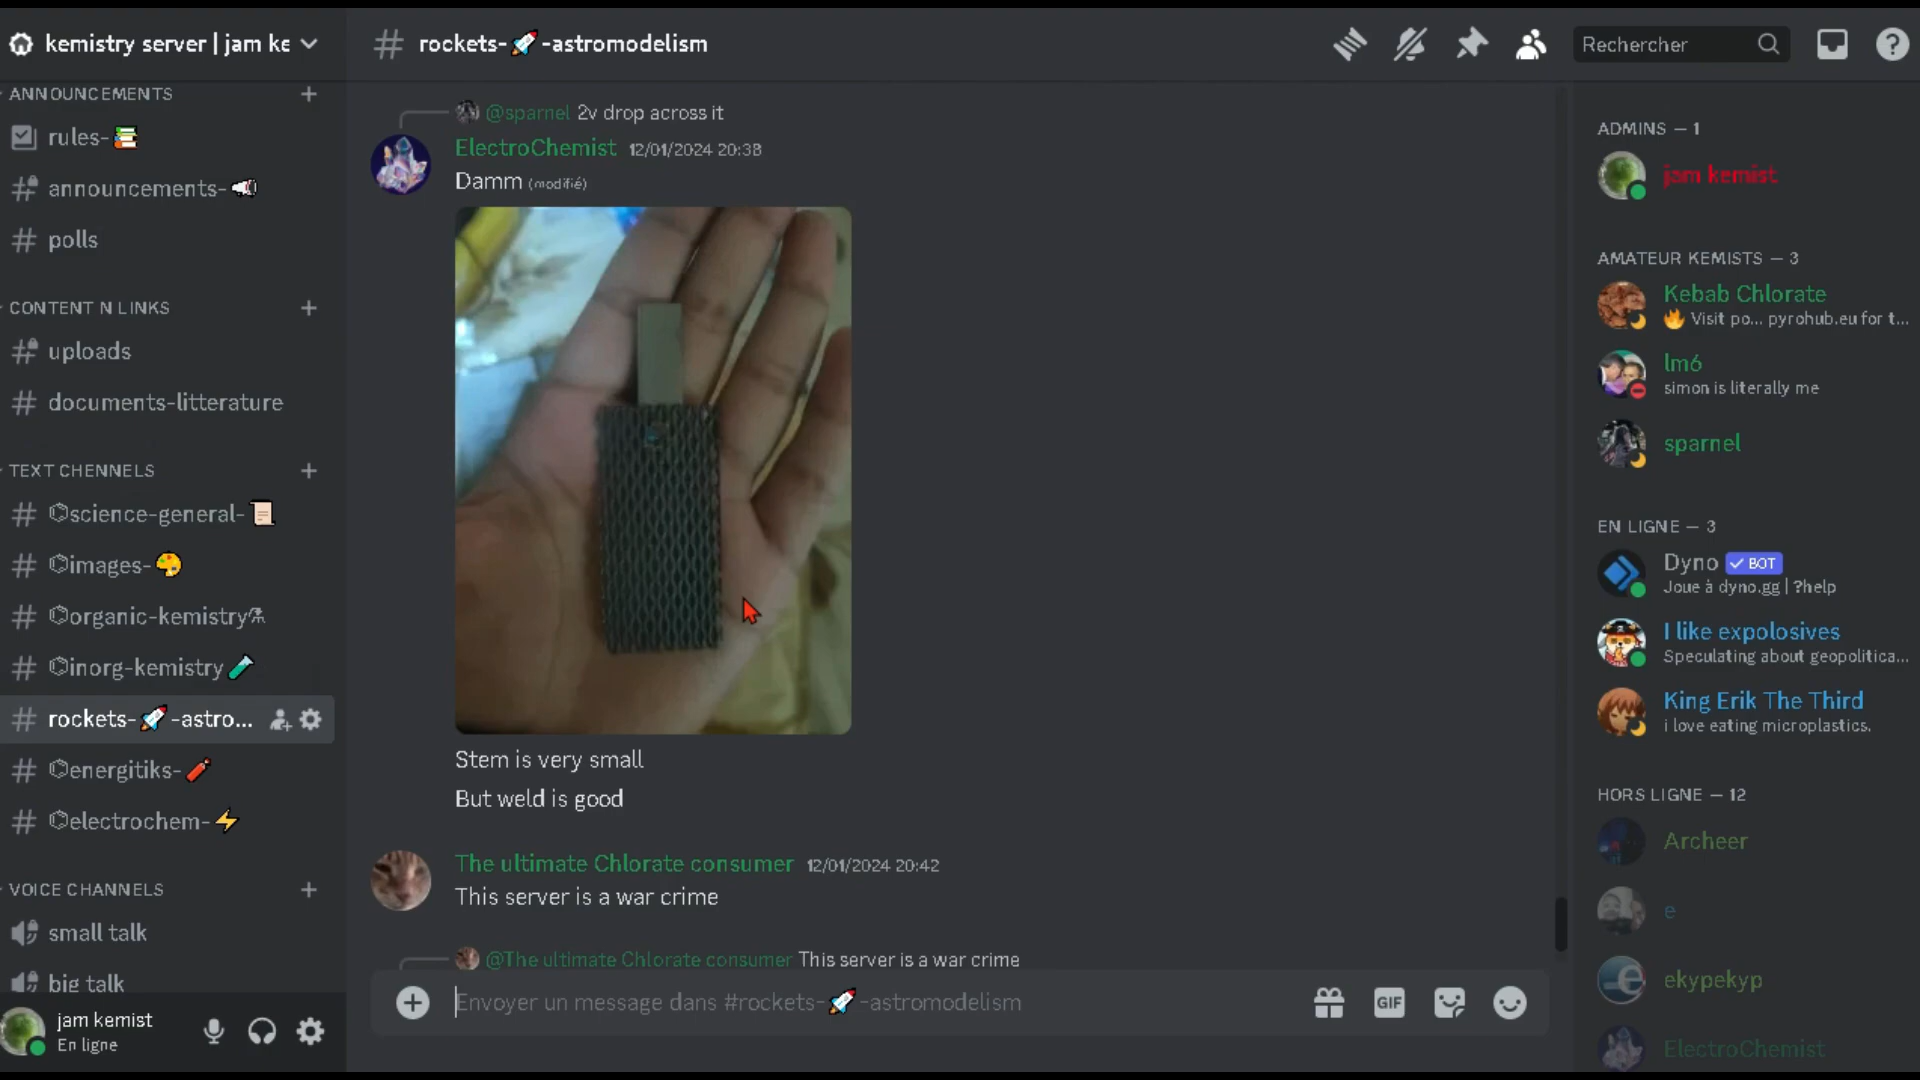 kemistry server | jam ke
ANNOUNCEMENTS
rules-
announcements-
polls
CONTENT N LINKS
uploads
documents-litterature
TEXT CHENNELS
science-general-
images-
organic-kemistry
inorg-kemistry
rockets-🚀-astro...
energitiks-
electrochem-⚡
VOICE CHANNELS
small talk
big talk
jam kemist
En ligne
rockets-🚀-astromodelism
@sparnel 2v drop across it
ElectroChemist 12/01/2024 20:38
Damm (modifié)
Stem is very small
But weld is good
The ultimate Chlorate consumer 12/01/2024 20:42
This server is a war crime
@The ultimate Chlorate consumer This server is a war crime
Envoyer un message dans #rockets-🚀-astromodelism
GIF
Rechercher
ADMINS — 1
jam kemist
AMATEUR KEMISTS — 3
Kebab Chlorate
🔥 Visit po... pyrohub.eu for t...
lm6
simon is literally me
sparnel
EN LIGNE — 3
Dyno ✓ BOT
Joue à dyno.gg | ?help
I like expolosives
Speculating about geopolitica...
King Erik The Third
i love eating microplastics.
HORS LIGNE — 12
Archeer
e
ekypekyp
ElectroChemist